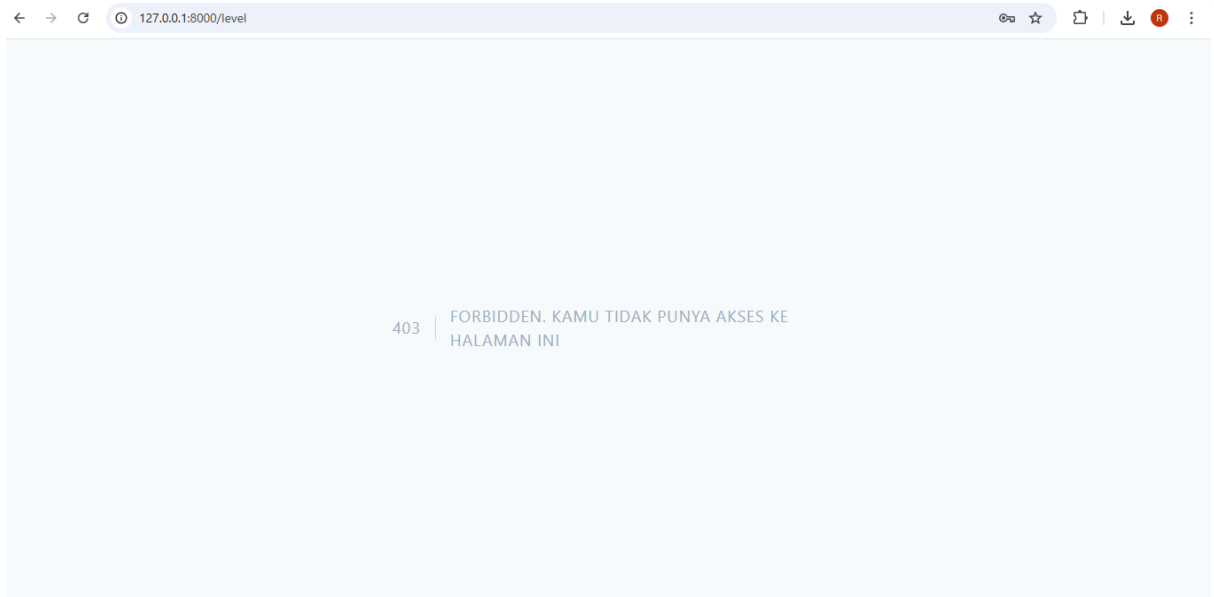 127.0.0.1:8000/level
R
403
FORBIDDEN. KAMU TIDAK PUNYA AKSES KE
HALAMAN INI